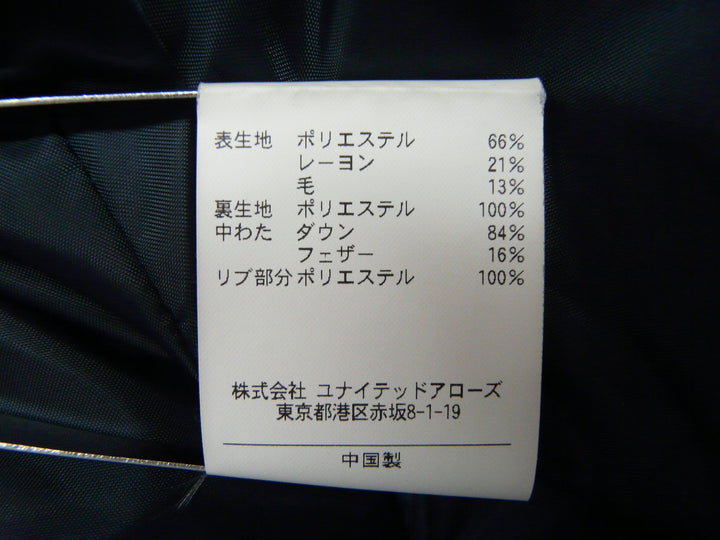 表生地 ポリエステル 66%
レーヨン 21%
毛 13%
裏生地 ポリエステル 100%
中わた ダウン 84%
フェザー 16%
リブ部分 ポリエステル 100%
株式会社 ユナイテッドアローズ
東京都港区赤坂8-1-19
中国製